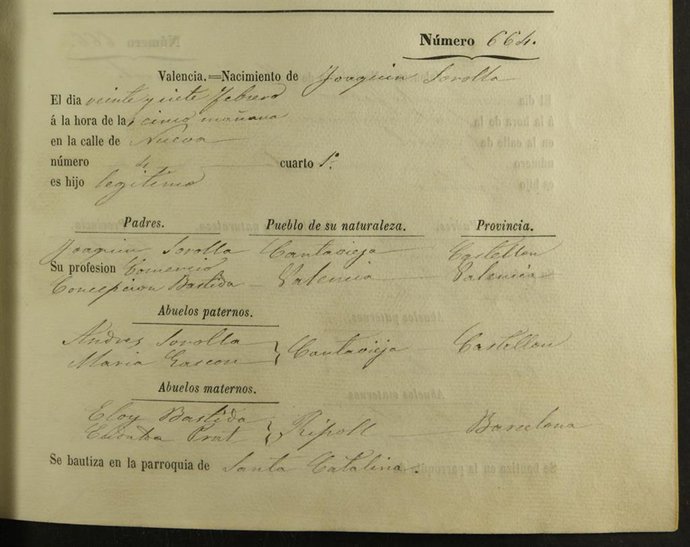 Número 664.
Valencia.=Nacimiento de Joaquin Sorolla
El dia veinte y siete febrero
á la hora de la cinco mañana
en la calle de Nueva
número 4 cuarto 1º.
es hijo legitimo
Padres. Pueblo de su naturaleza. Provincia.
Joaquin Sorolla Cantavieja Castellon
Su profesion Comercio
Concepcion Bastida Valencia Valencia
Abuelos paternos.
Andres Sorolla
Maria Gascon } Cantavieja Castellon
Abuelos maternos.
Eloy Bastida
Prat } Ripoll Barcelona
Se bautiza en la parroquia de Santa Catalina.